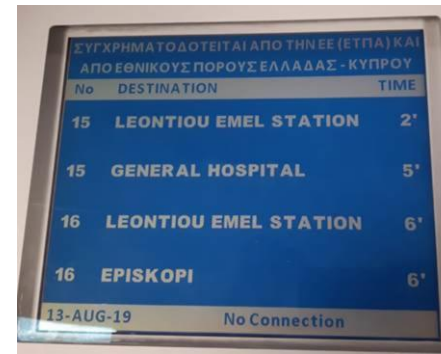 ΣΥΓΧΡΗΜΑΤΟΔΟΤΕΙΤΑΙ ΑΠΟ ΤΗΝ ΕΕ (ΕΤΠΑ) ΚΑΙ
ΑΠΟ ΕΘΝΙΚΟΥΣ ΠΟΡΟΥΣ ΕΛΛΑΔΑΣ - ΚΥΠΡΟΥ
No DESTINATION TIME
15 LEONTIOU EMEL STATION 2'
15 GENERAL HOSPITAL 5'
16 LEONTIOU EMEL STATION 6'
16 EPISKOPI 6'
13-AUG-19 No Connection